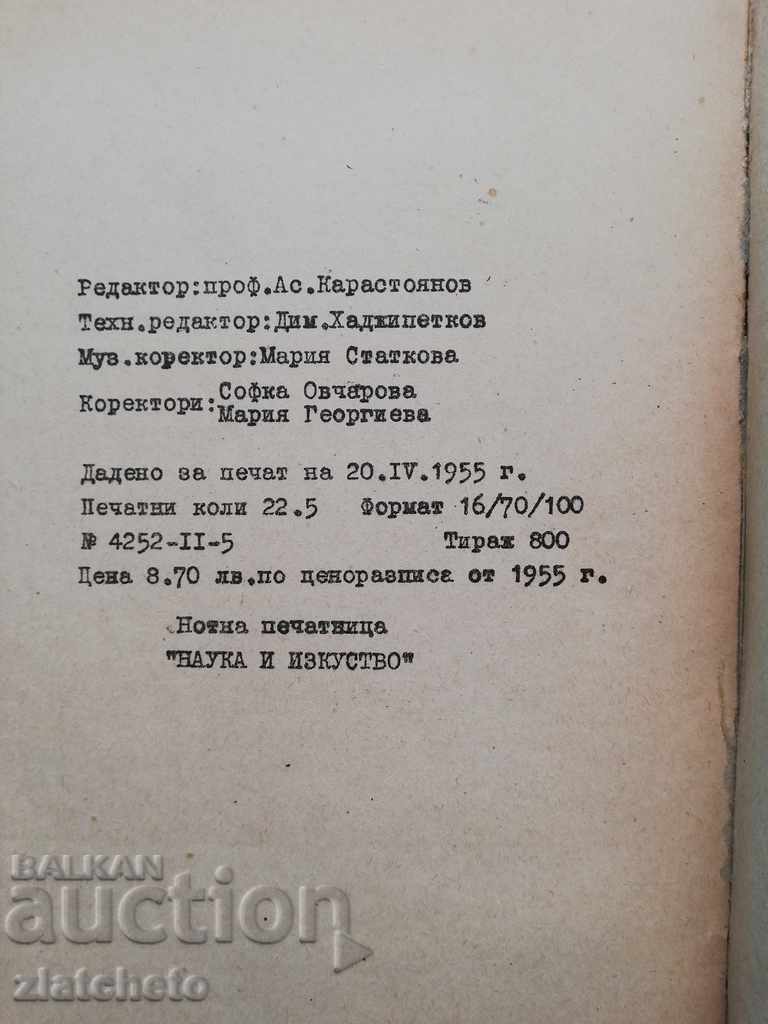 Редактор:проф.Ас.Карастоянов
Техн.редактор:Дим.Хаджипетков
Муз.коректор:Мария Статкова
Коректори:Софка Овчарова
Мария Георгиева
Дадено за печат на 20.IV.1955 г.
Печатни коли 22.5 Формат 16/70/100
№ 4252-II-5 Тираж 800
Цена 8.70 лв.по ценоразписа от 1955 г.
Нотна печатница
"НАУКА И ИЗКУСТВО"
BALKAN
auction
zlatcheto